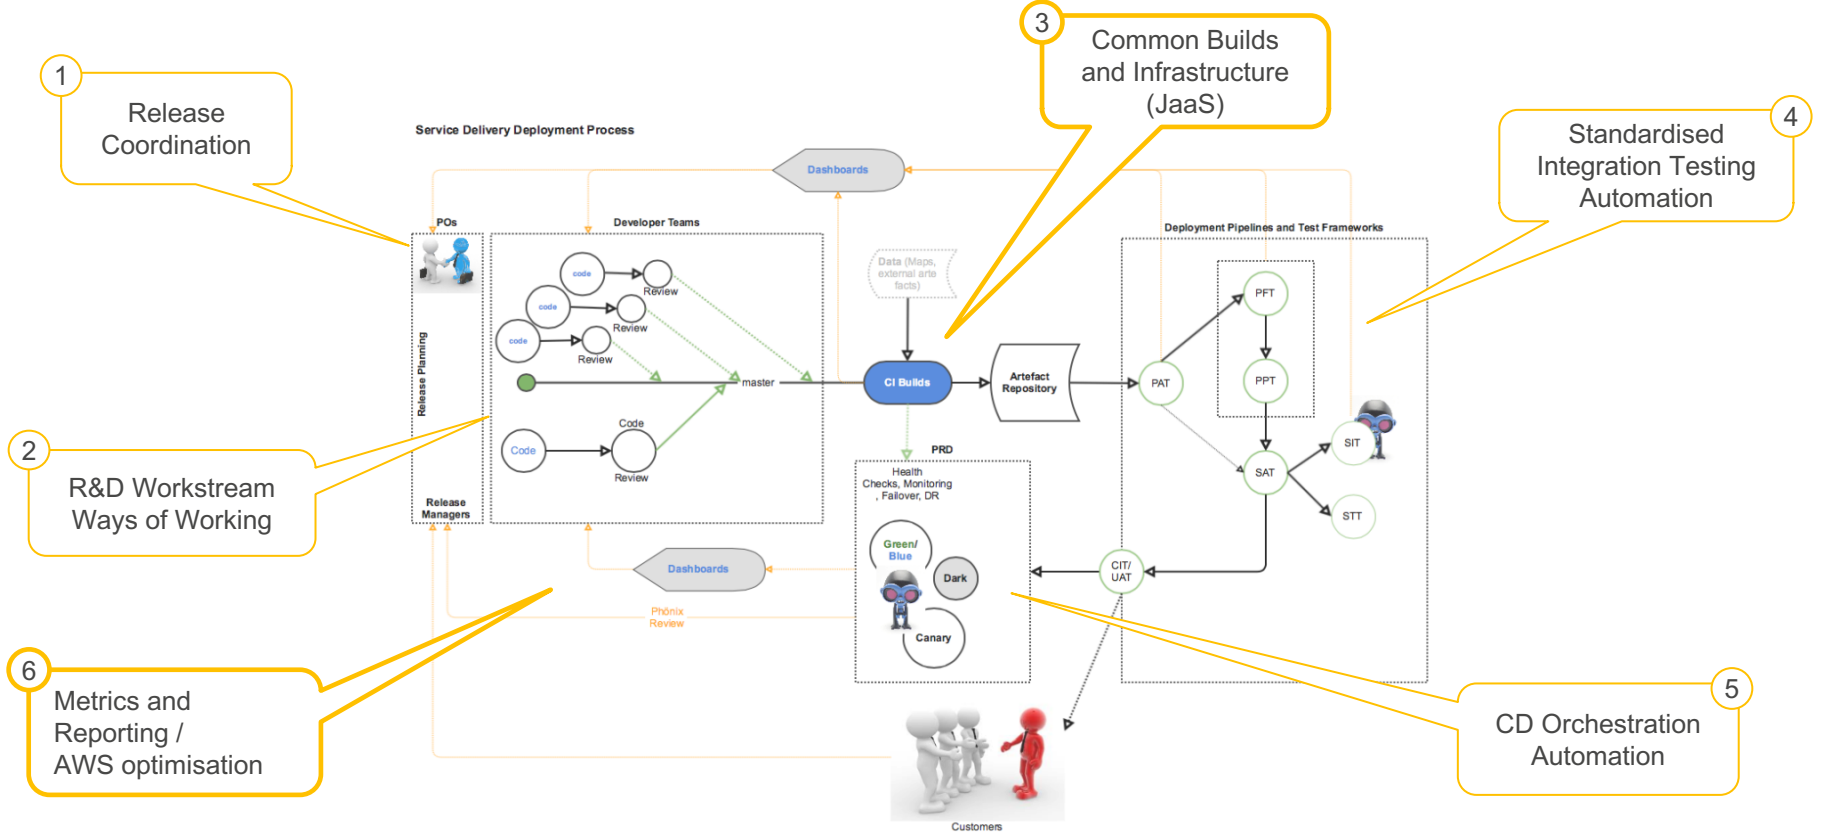 3
Common Builds
and Infrastructure
(JaaS)
1
Release
Coordination
4
Standardised
Integration Testing
Automation
Service Delivery Deployment Process
Dashboards
POs
Developer Teams
Deployment Pipelines and Test Frameworks
Data (Maps,
external arte
facts)
code
Review
code
Review
code
Review
PFT
Release Planning
master
CI Builds
Artefact
Repository
PAT
PPT
Code
Code
Review
SIT
SAT
STT
2
R&D Workstream
Ways of Working
Release
Managers
PRD
Health
Checks, Monitoring
, Failover, DR
Green/
Blue
Dark
Canary
CIT/
UAT
Dashboards
Phönix
Review
6
Metrics and
Reporting /
AWS optimisation
5
CD Orchestration
Automation
Customers